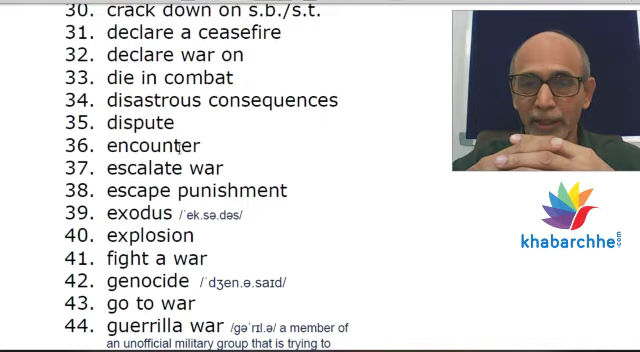 30. crack down on s.b./s.t.
31. declare a ceasefire
32. declare war on
33. die in combat
34. disastrous consequences
35. dispute
36. encounter
37. escalate war
38. escape punishment
39. exodus /ˈek.sə.dəs/
40. explosion
41. fight a war
42. genocide /ˈdʒen.ə.saɪd/
43. go to war
44. guerrilla war /ɡəˈrɪl.ə/ a member of
an unofficial military group that is trying to
khabarchhe.com